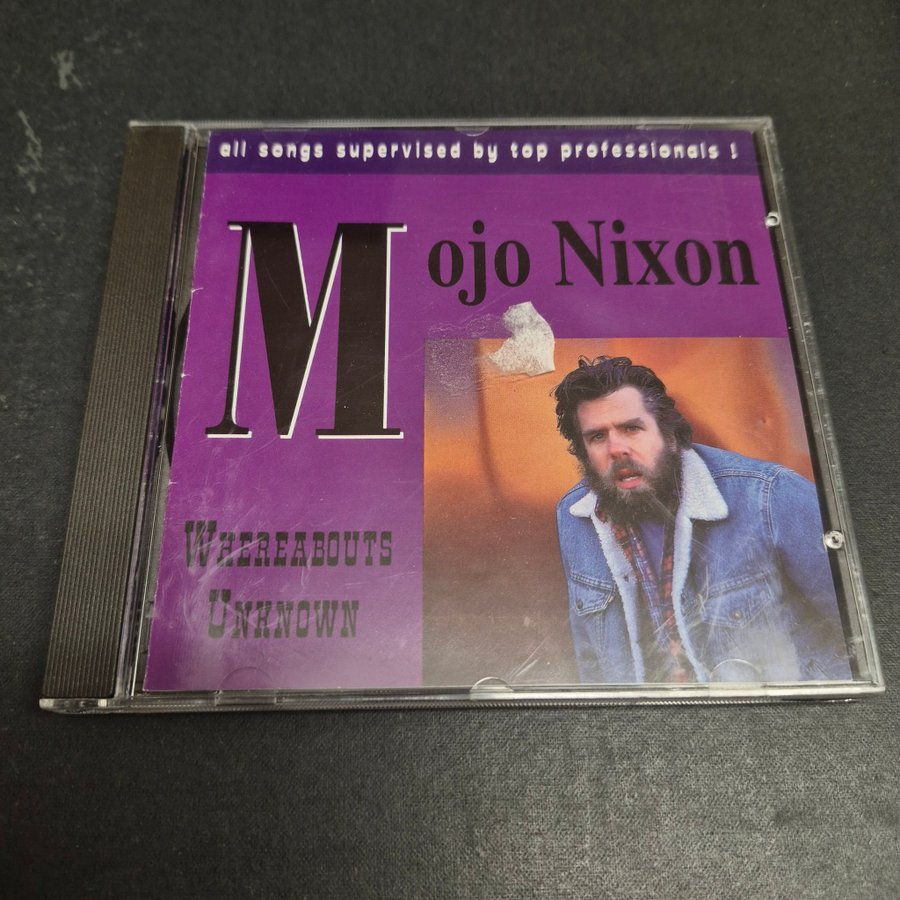 all songs supervised by top professionals !
Mojo Nixon
Whereabouts
Unknown